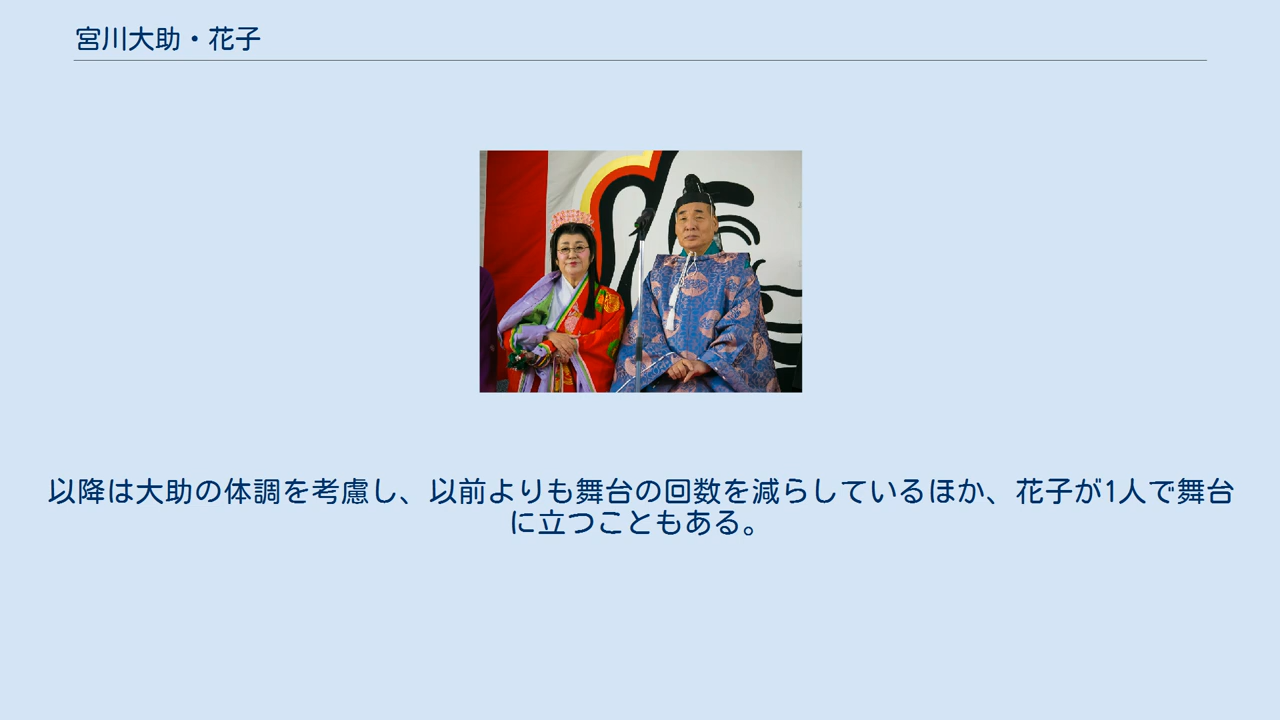 宮川大助・花子
以降は大助の体調を考慮し、以前よりも舞台の回数を減らしているほか、花子が1人で舞台
に立つこともある。